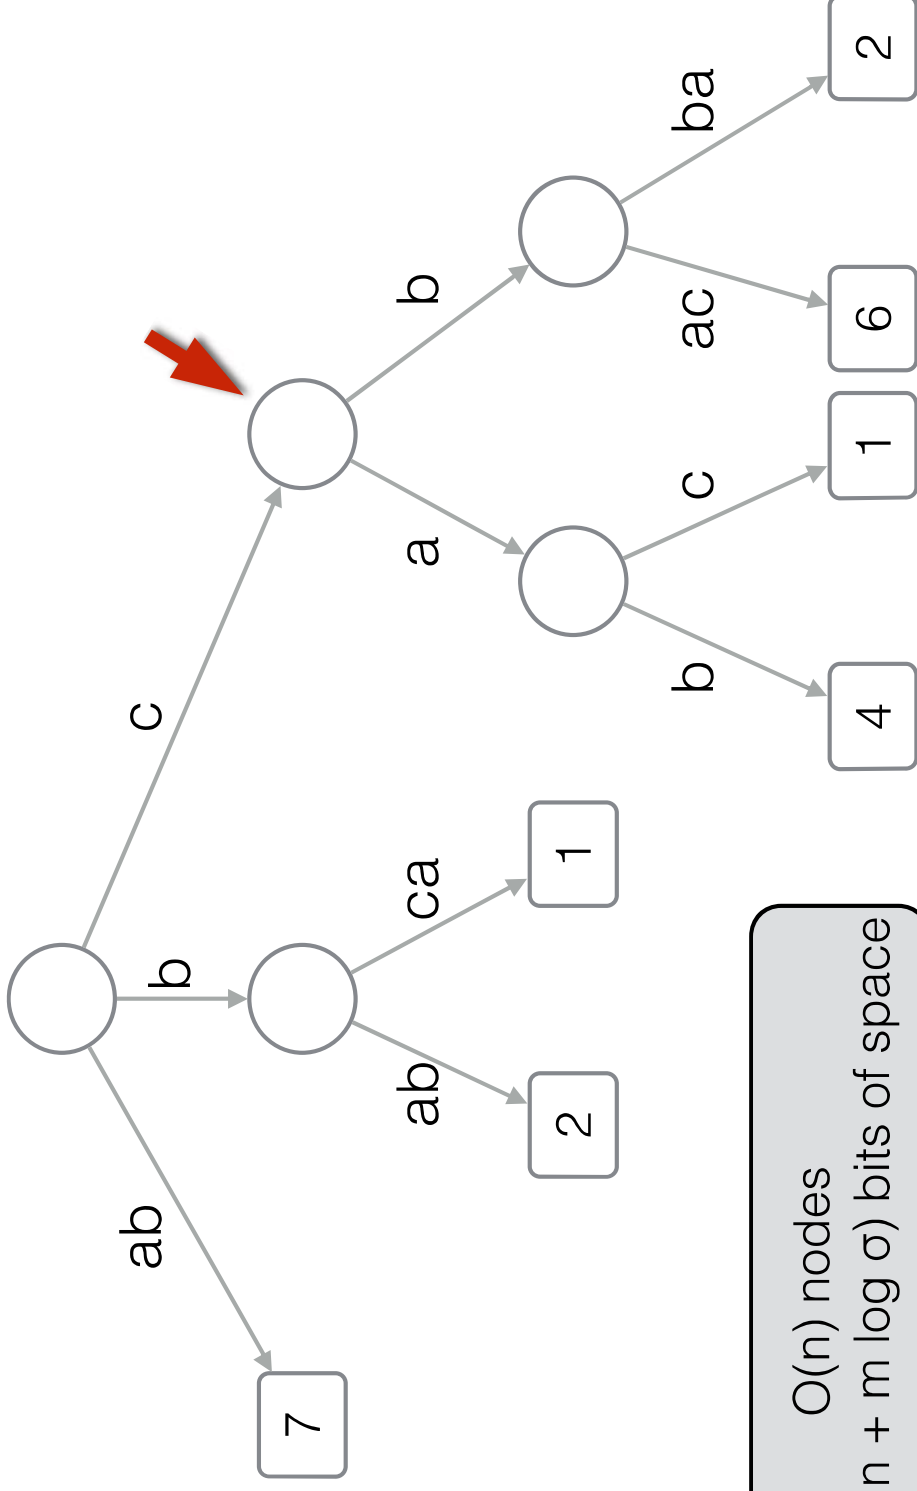 ab b c
7
ab ca a b
2 1
b c ac ba
4 1 6 2
O(n) nodes
n + m log σ) bits of space